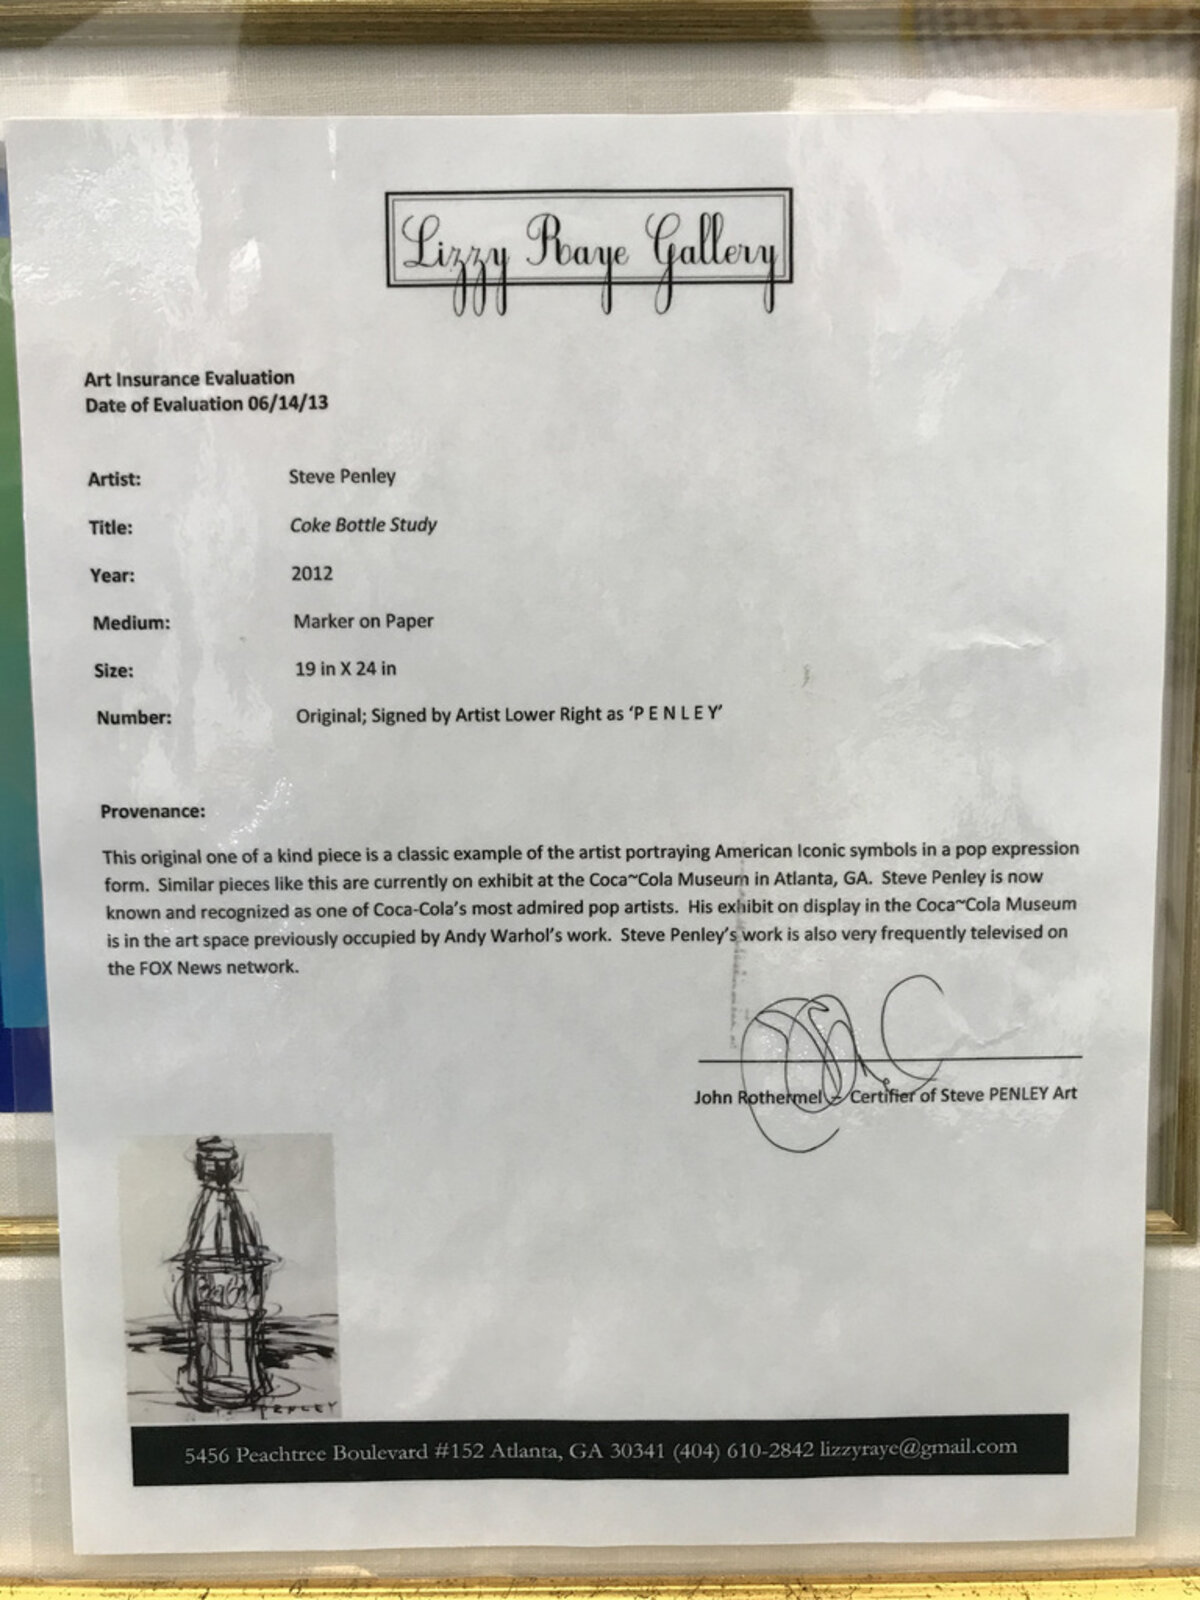 Lizzy Raye Gallery
Art Insurance Evaluation
Date of Evaluation 06/14/13
Artist: Steve Penley
Title: Coke Bottle Study
Year: 2012
Medium: Marker on Paper
Size: 19 in X 24 in
Number: Original; Signed by Artist Lower Right as ‘P E N L E Y’
Provenance:
This original one of a kind piece is a classic example of the artist portraying American Iconic symbols in a pop expression
form. Similar pieces like this are currently on exhibit at the Coca~Cola Museum in Atlanta, GA. Steve Penley is now
known and recognized as one of Coca-Cola’s most admired pop artists. His exhibit on display in the Coca~Cola Museum
is in the art space previously occupied by Andy Warhol’s work. Steve Penley’s work is also very frequently televised on
the FOX News network.
John Rothermel – Certifier of Steve PENLEY Art
PENLEY
5456 Peachtree Boulevard #152 Atlanta, GA 30341 (404) 610-2842 lizzyraye@gmail.com